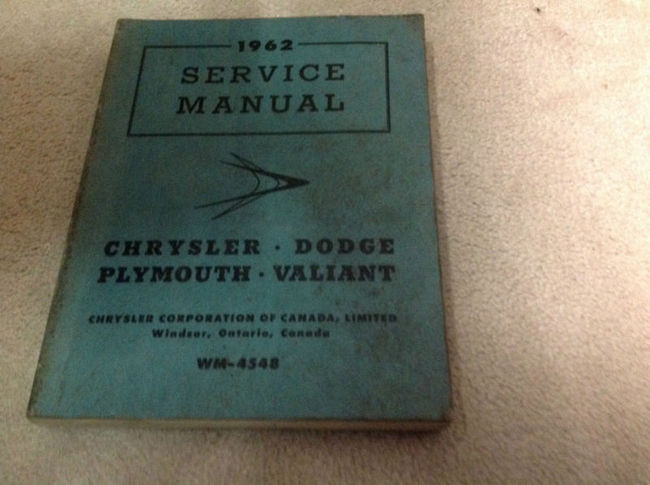 1962
SERVICE
MANUAL
CHRYSLER · DODGE
PLYMOUTH · VALIANT
CHRYSLER CORPORATION OF CANADA, LIMITED
Windsor, Ontario, Canada
WM-4548